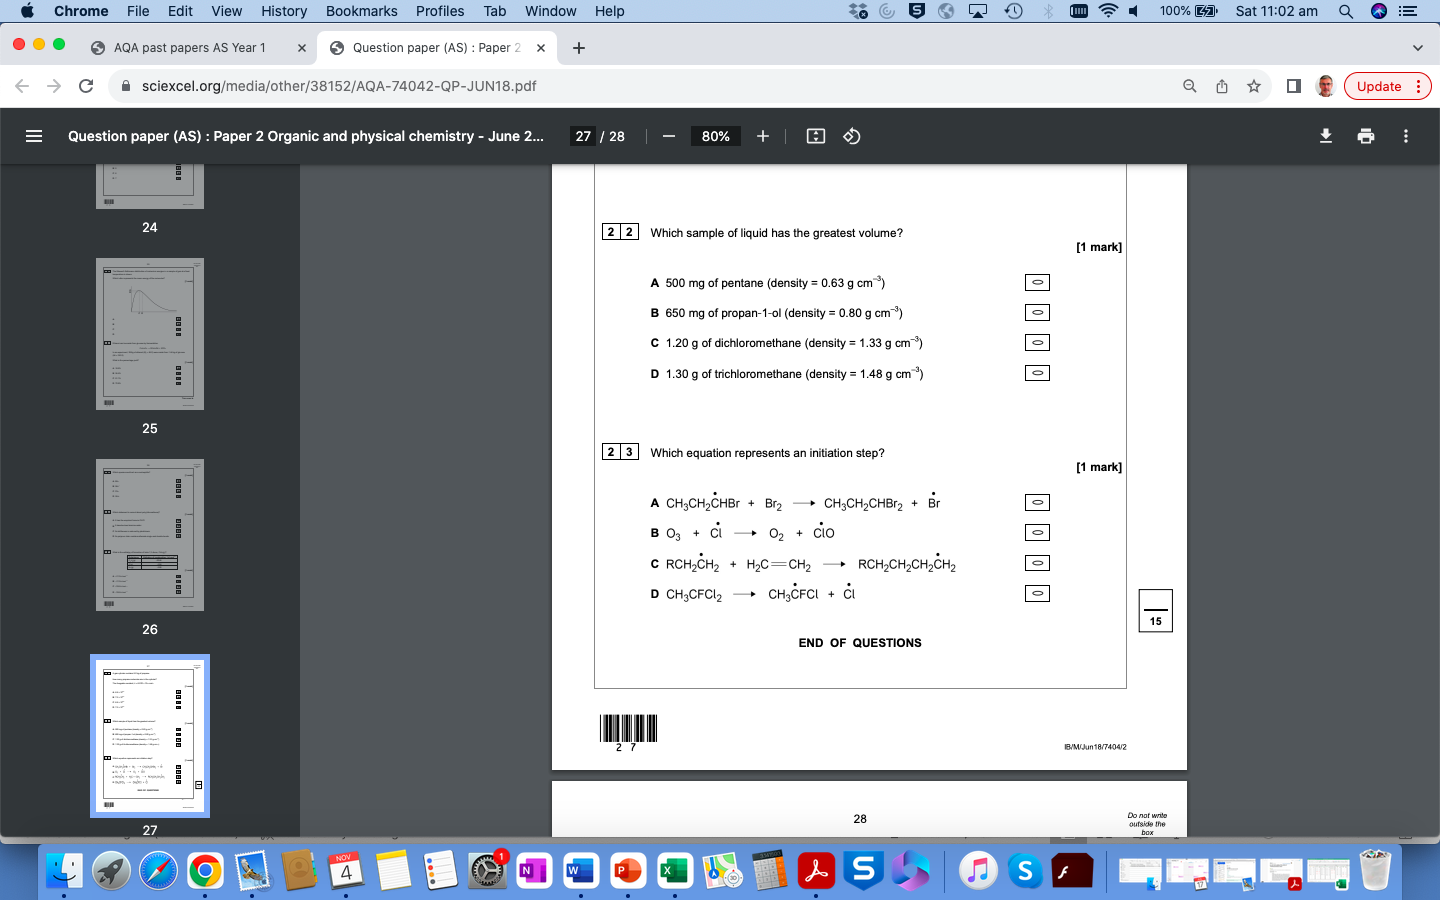 Chrome File Edit View History Bookmarks Profiles Tab Window Help 100% Sat 11:02 am
AQA past papers AS Year 1
Question paper (AS) : Paper 2
sciexcel.org/media/other/38152/AQA-74042-QP-JUN18.pdf
Update
Question paper (AS) : Paper 2 Organic and physical chemistry - June 2...
27 / 28
80%
24
25
26
27
2 2 Which sample of liquid has the greatest volume?
[1 mark]
A 500 mg of pentane (density = 0.63 g cm⁻³)
B 650 mg of propan-1-ol (density = 0.80 g cm⁻³)
C 1.20 g of dichloromethane (density = 1.33 g cm⁻³)
D 1.30 g of trichloromethane (density = 1.48 g cm⁻³)
2 3 Which equation represents an initiation step?
[1 mark]
A CH₃CH₂ĊHBr + Br₂ ⟶ CH₃CH₂CHBr₂ + Ḃr
B O₃ + Ċl ⟶ O₂ + ĊlO
C RCH₂ĊH₂ + H₂C=CH₂ ⟶ RCH₂CH₂CH₂ĊH₂
D CH₃CFCl₂ ⟶ CH₃ĊFCl + Ċl
15
END OF QUESTIONS
2 7
IB/M/Jun18/7404/2
28
Do not write
outside the
box
NOV
4
1